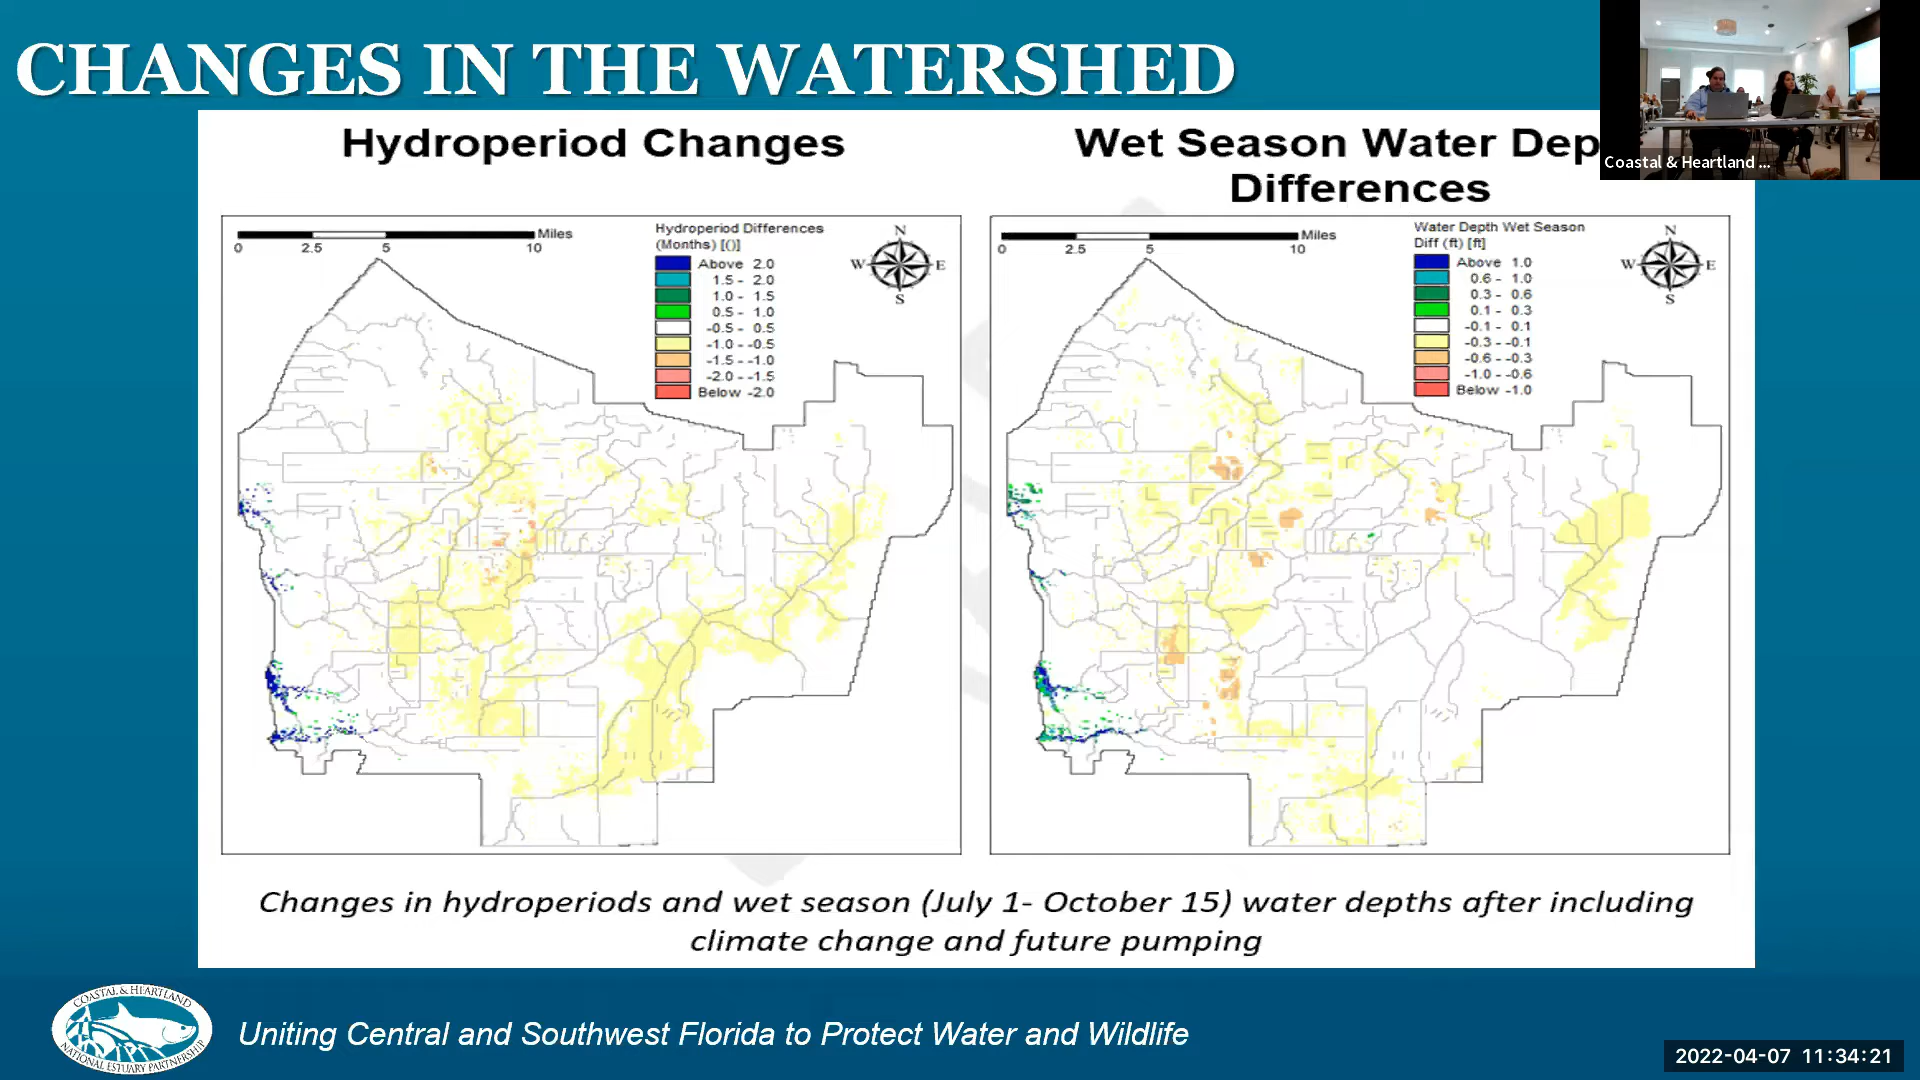 CHANGES IN THE WATERSHED
Coastal & Heartland ...
Hydroperiod Changes
Wet Season Water Dep
Differences
Miles
0 2.5 5 10
Hydroperiod Differences
(Months) [()]
Above 2.0
1.5 - 2.0
1.0 - 1.5
0.5 - 1.0
-0.5 - 0.5
-1.0 - -0.5
-1.5 - -1.0
-2.0 - -1.5
Below -2.0
N
W E
S
Miles
0 2.5 5 10
Water Depth Wet Season
Diff (ft) [ft]
Above 1.0
0.6 - 1.0
0.3 - 0.6
0.1 - 0.3
-0.1 - 0.1
-0.3 - -0.1
-0.6 - -0.3
-1.0 - -0.6
Below -1.0
N
W E
S
Changes in hydroperiods and wet season (July 1- October 15) water depths after including
climate change and future pumping
COASTAL & HEARTLAND
NATIONAL ESTUARY PARTNERSHIP
Uniting Central and Southwest Florida to Protect Water and Wildlife
2022-04-07 11:34:21